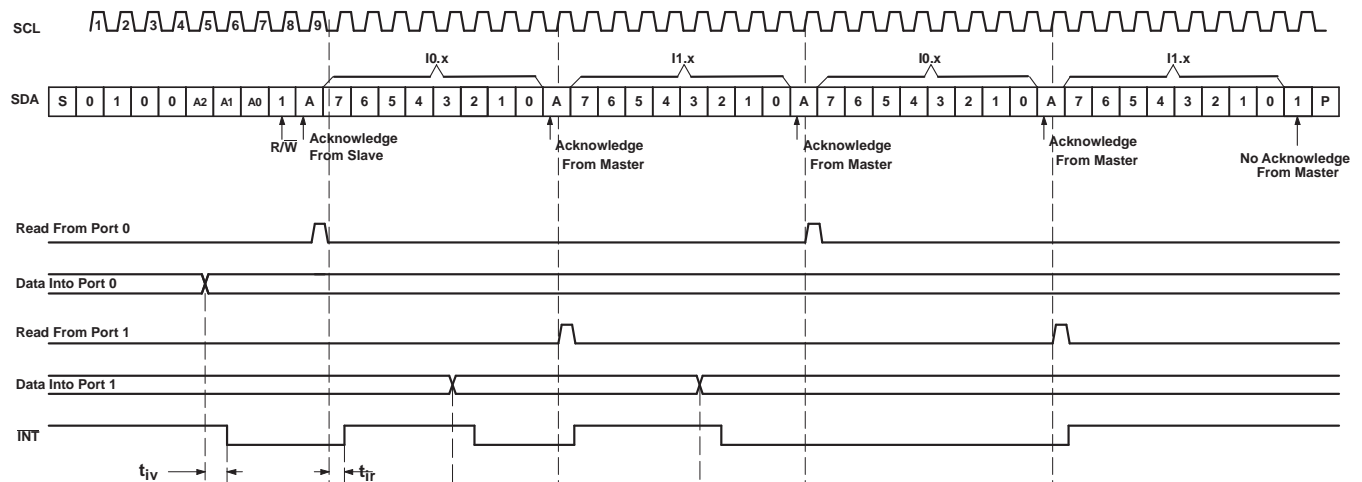 SCL 1 2 3 4 5 6 7 8 9
I0.x I1.x I0.x I1.x
SDA S 0 1 0 0 A2 A1 A0 1 A 7 6 5 4 3 2 1 0 A 7 6 5 4 3 2 1 0 A 7 6 5 4 3 2 1 0 A 7 6 5 4 3 2 1 0 1 P
R/W̅
Acknowledge
From Slave
Acknowledge
From Master
Acknowledge
From Master
Acknowledge
From Master
No Acknowledge
From Master
Read From Port 0
Data Into Port 0
Read From Port 1
Data Into Port 1
I̅N̅T̅
tiv tir